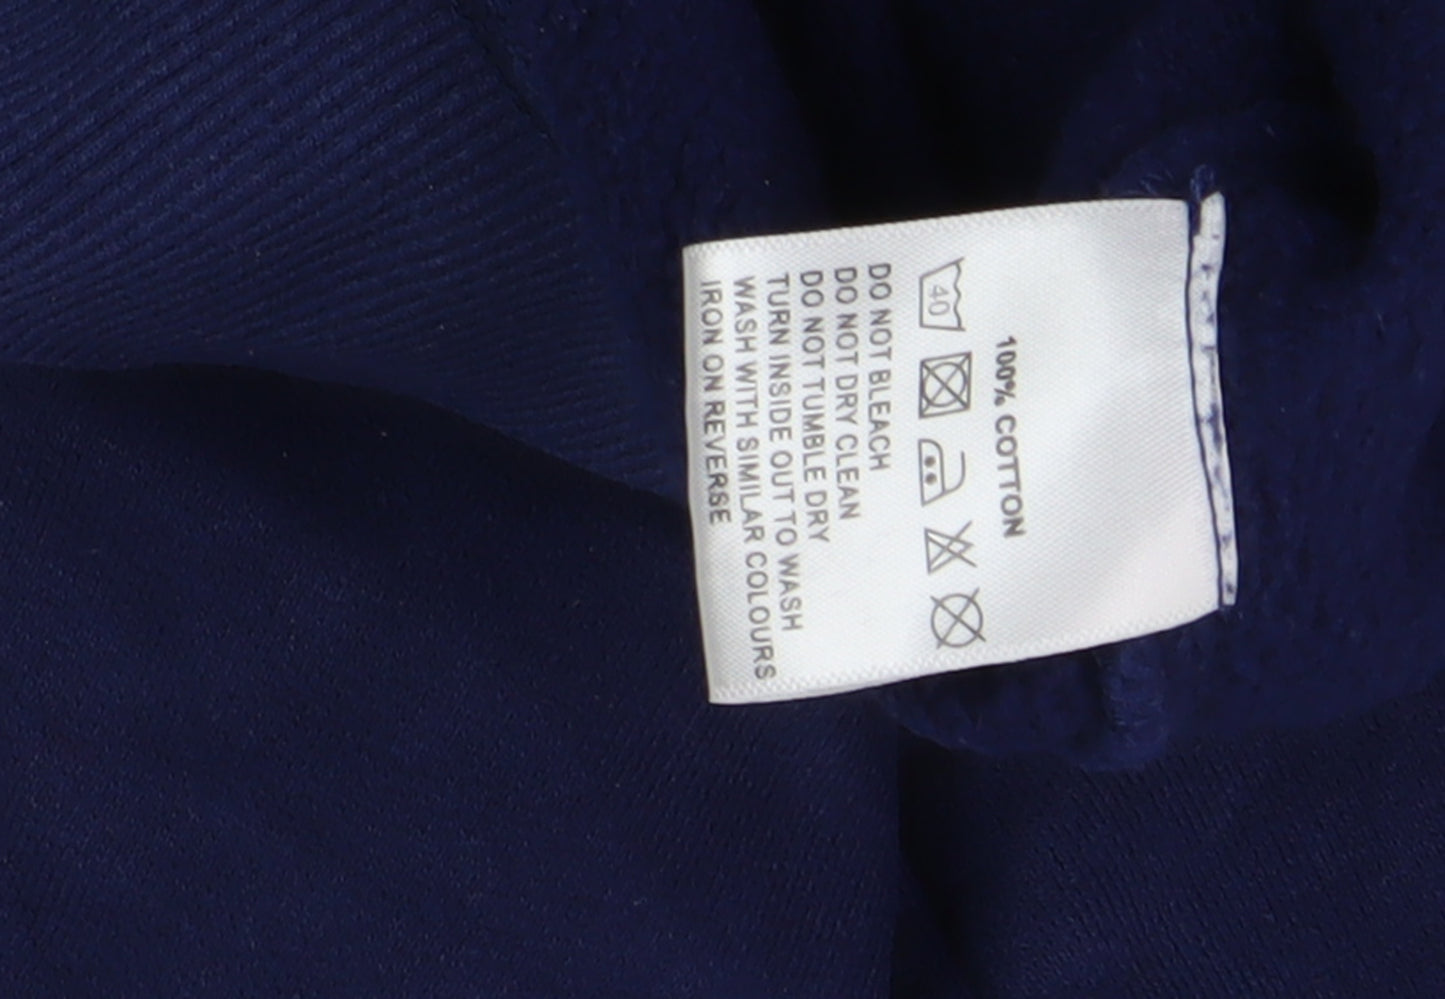 100% COTTON
40
DO NOT BLEACH
DO NOT DRY CLEAN
DO NOT TUMBLE DRY
TURN INSIDE OUT TO WASH
WASH WITH SIMILAR COLOURS
IRON ON REVERSE